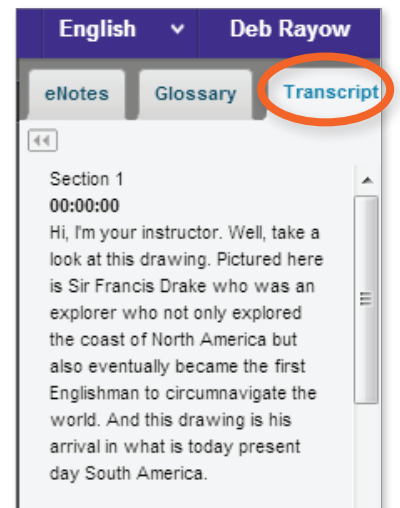 English Deb Rayow
eNotes Glossary Transcript
Section 1
00:00:00
Hi, I'm your instructor. Well, take a
look at this drawing. Pictured here
is Sir Francis Drake who was an
explorer who not only explored
the coast of North America but
also eventually became the first
Englishman to circumnavigate the
world. And this drawing is his
arrival in what is today present
day South America.